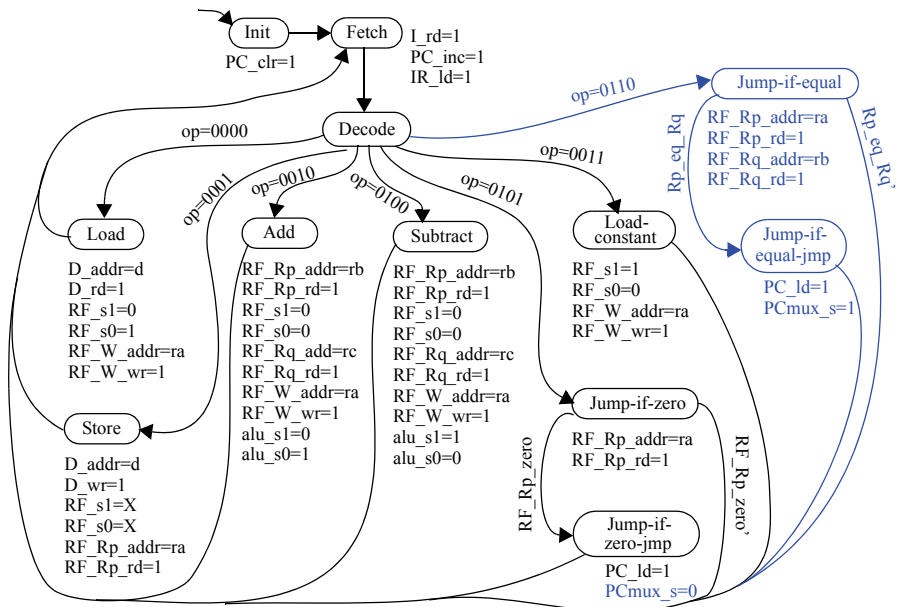 Init
PC_clr=1
Fetch
I_rd=1
PC_inc=1
IR_ld=1
Decode
op=0000
op=0001
op=0010
op=0100
op=0101
op=0011
op=0110
Load
D_addr=d
D_rd=1
RF_s1=0
RF_s0=1
RF_W_addr=ra
RF_W_wr=1
Store
D_addr=d
D_wr=1
RF_s1=X
RF_s0=X
RF_Rp_addr=ra
RF_Rp_rd=1
Add
RF_Rp_addr=rb
RF_Rp_rd=1
RF_s1=0
RF_s0=0
RF_Rq_add=rc
RF_Rq_rd=1
RF_W_addr=ra
RF_W_wr=1
alu_s1=0
alu_s0=1
Subtract
RF_Rp_addr=rb
RF_Rp_rd=1
RF_s1=0
RF_s0=0
RF_Rq_addr=rc
RF_Rq_rd=1
RF_W_addr=ra
RF_W_wr=1
alu_s1=1
alu_s0=0
Load-
constant
RF_s1=1
RF_s0=0
RF_W_addr=ra
RF_W_wr=1
Jump-if-zero
RF_Rp_addr=ra
RF_Rp_rd=1
RF_Rp_zero
RF_Rp_zero'
Jump-if-
zero-jmp
PC_ld=1
PCmux_s=0
Jump-if-equal
RF_Rp_addr=ra
RF_Rp_rd=1
RF_Rq_addr=rb
RF_Rq_rd=1
Rp_eq_Rq
Rp_eq_Rq'
Jump-if-
equal-jmp
PC_ld=1
PCmux_s=1